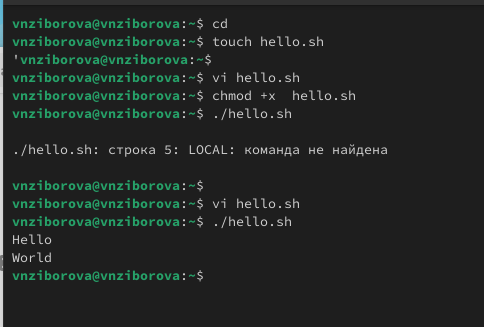 vnziborova@vnziborova:~$ cd
vnziborova@vnziborova:~$ touch hello.sh
'vnziborova@vnziborova:~$
vnziborova@vnziborova:~$ vi hello.sh
vnziborova@vnziborova:~$ chmod +x  hello.sh
vnziborova@vnziborova:~$ ./hello.sh
./hello.sh: строка 5: LOCAL: команда не найдена
vnziborova@vnziborova:~$
vnziborova@vnziborova:~$ vi hello.sh
vnziborova@vnziborova:~$ ./hello.sh
Hello
World
vnziborova@vnziborova:~$